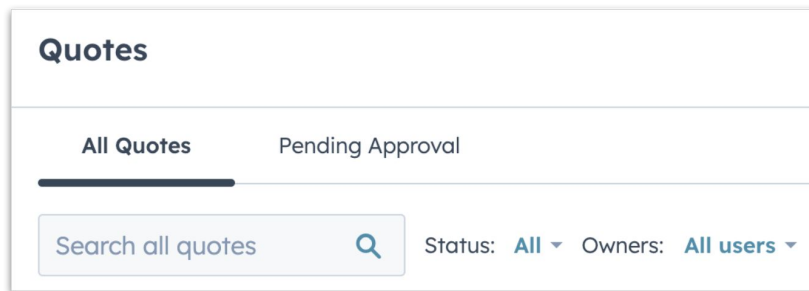 Quotes
All Quotes Pending Approval
Search all quotes Status: All Owners: All users